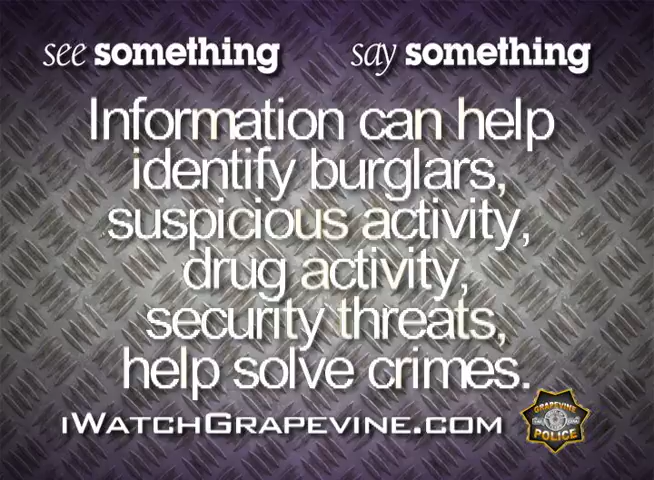 see something say something
Information can help
identify burglars,
suspicious activity,
drug activity,
security threats,
help solve crimes.
iWatchGrapevine.com
GRAPEVINE
POLICE